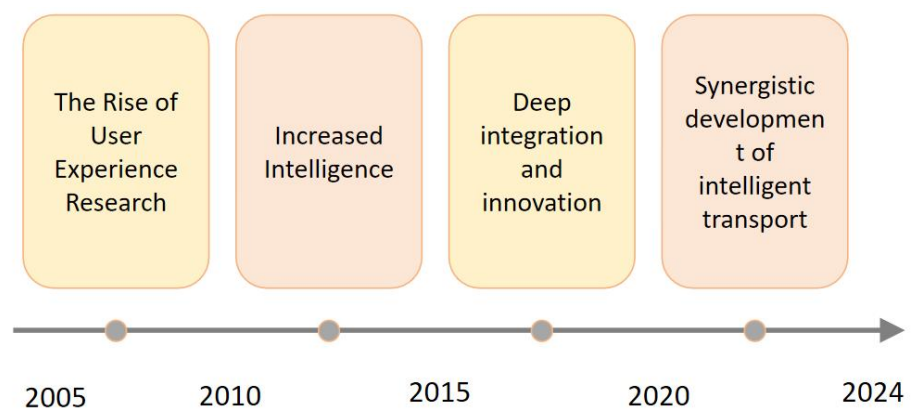 The Rise of
User
Experience
Research
Increased
Intelligence
Deep
integration
and
innovation
Synergistic
developmen
t of
intelligent
transport
2005
2010
2015
2020
2024